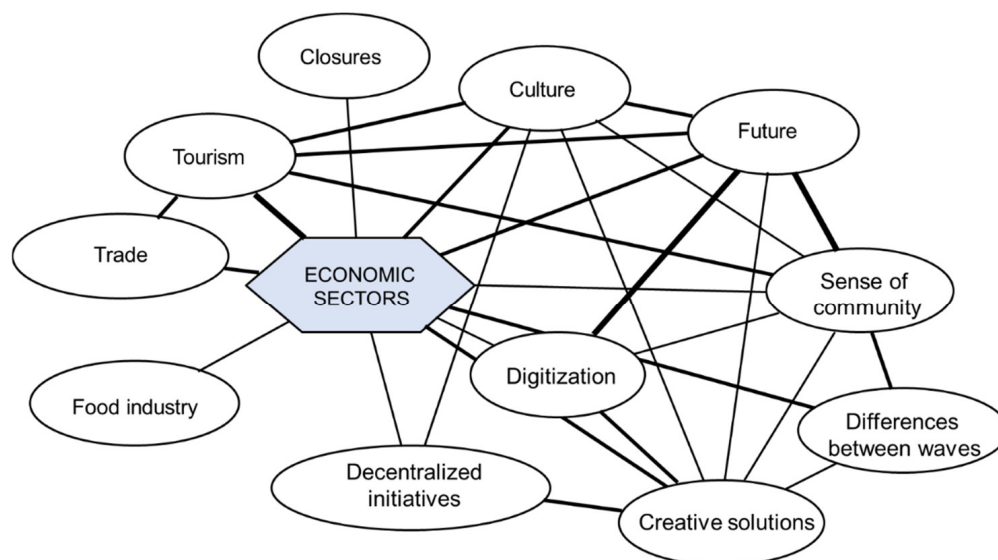 Closures
Culture
Future
Tourism
Trade
ECONOMIC
SECTORS
Sense of
community
Digitization
Food industry
Differences
between waves
Decentralized
initiatives
Creative solutions